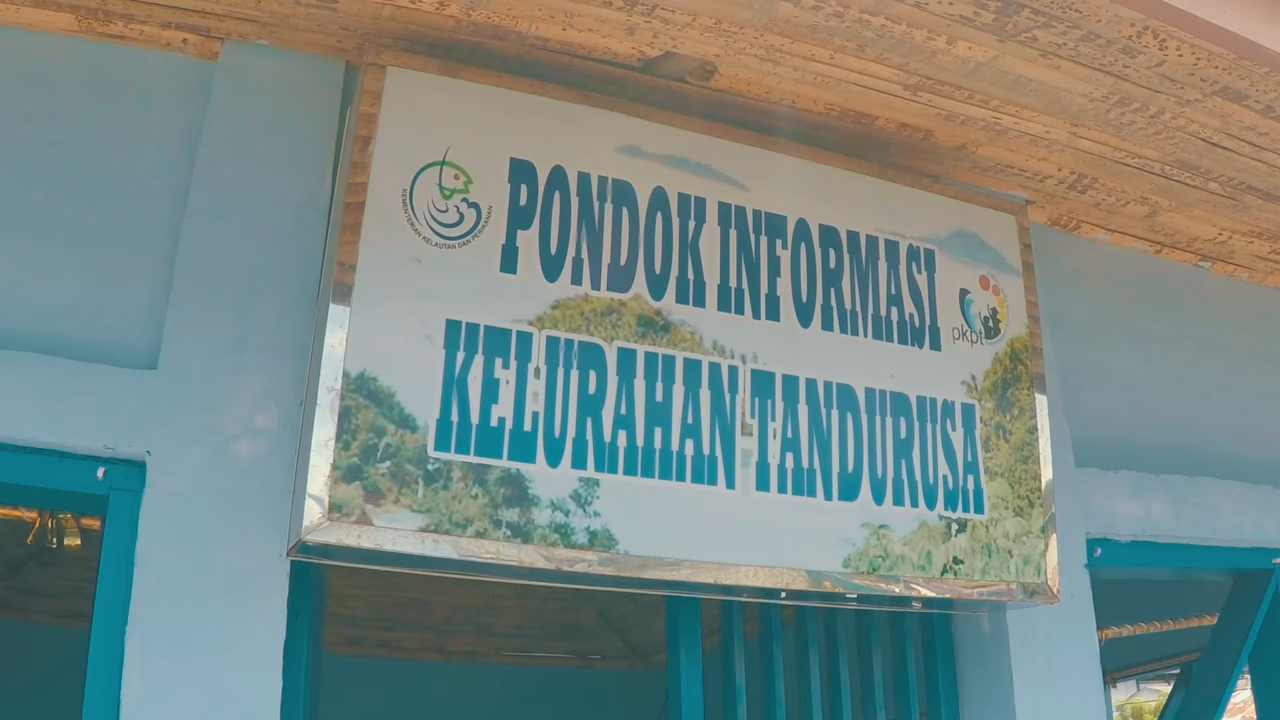 KEMENTERIAN KELAUTAN DAN PERIKANAN
PONDOK INFORMASI
pkpt
KELURAHAN TANDURUSA